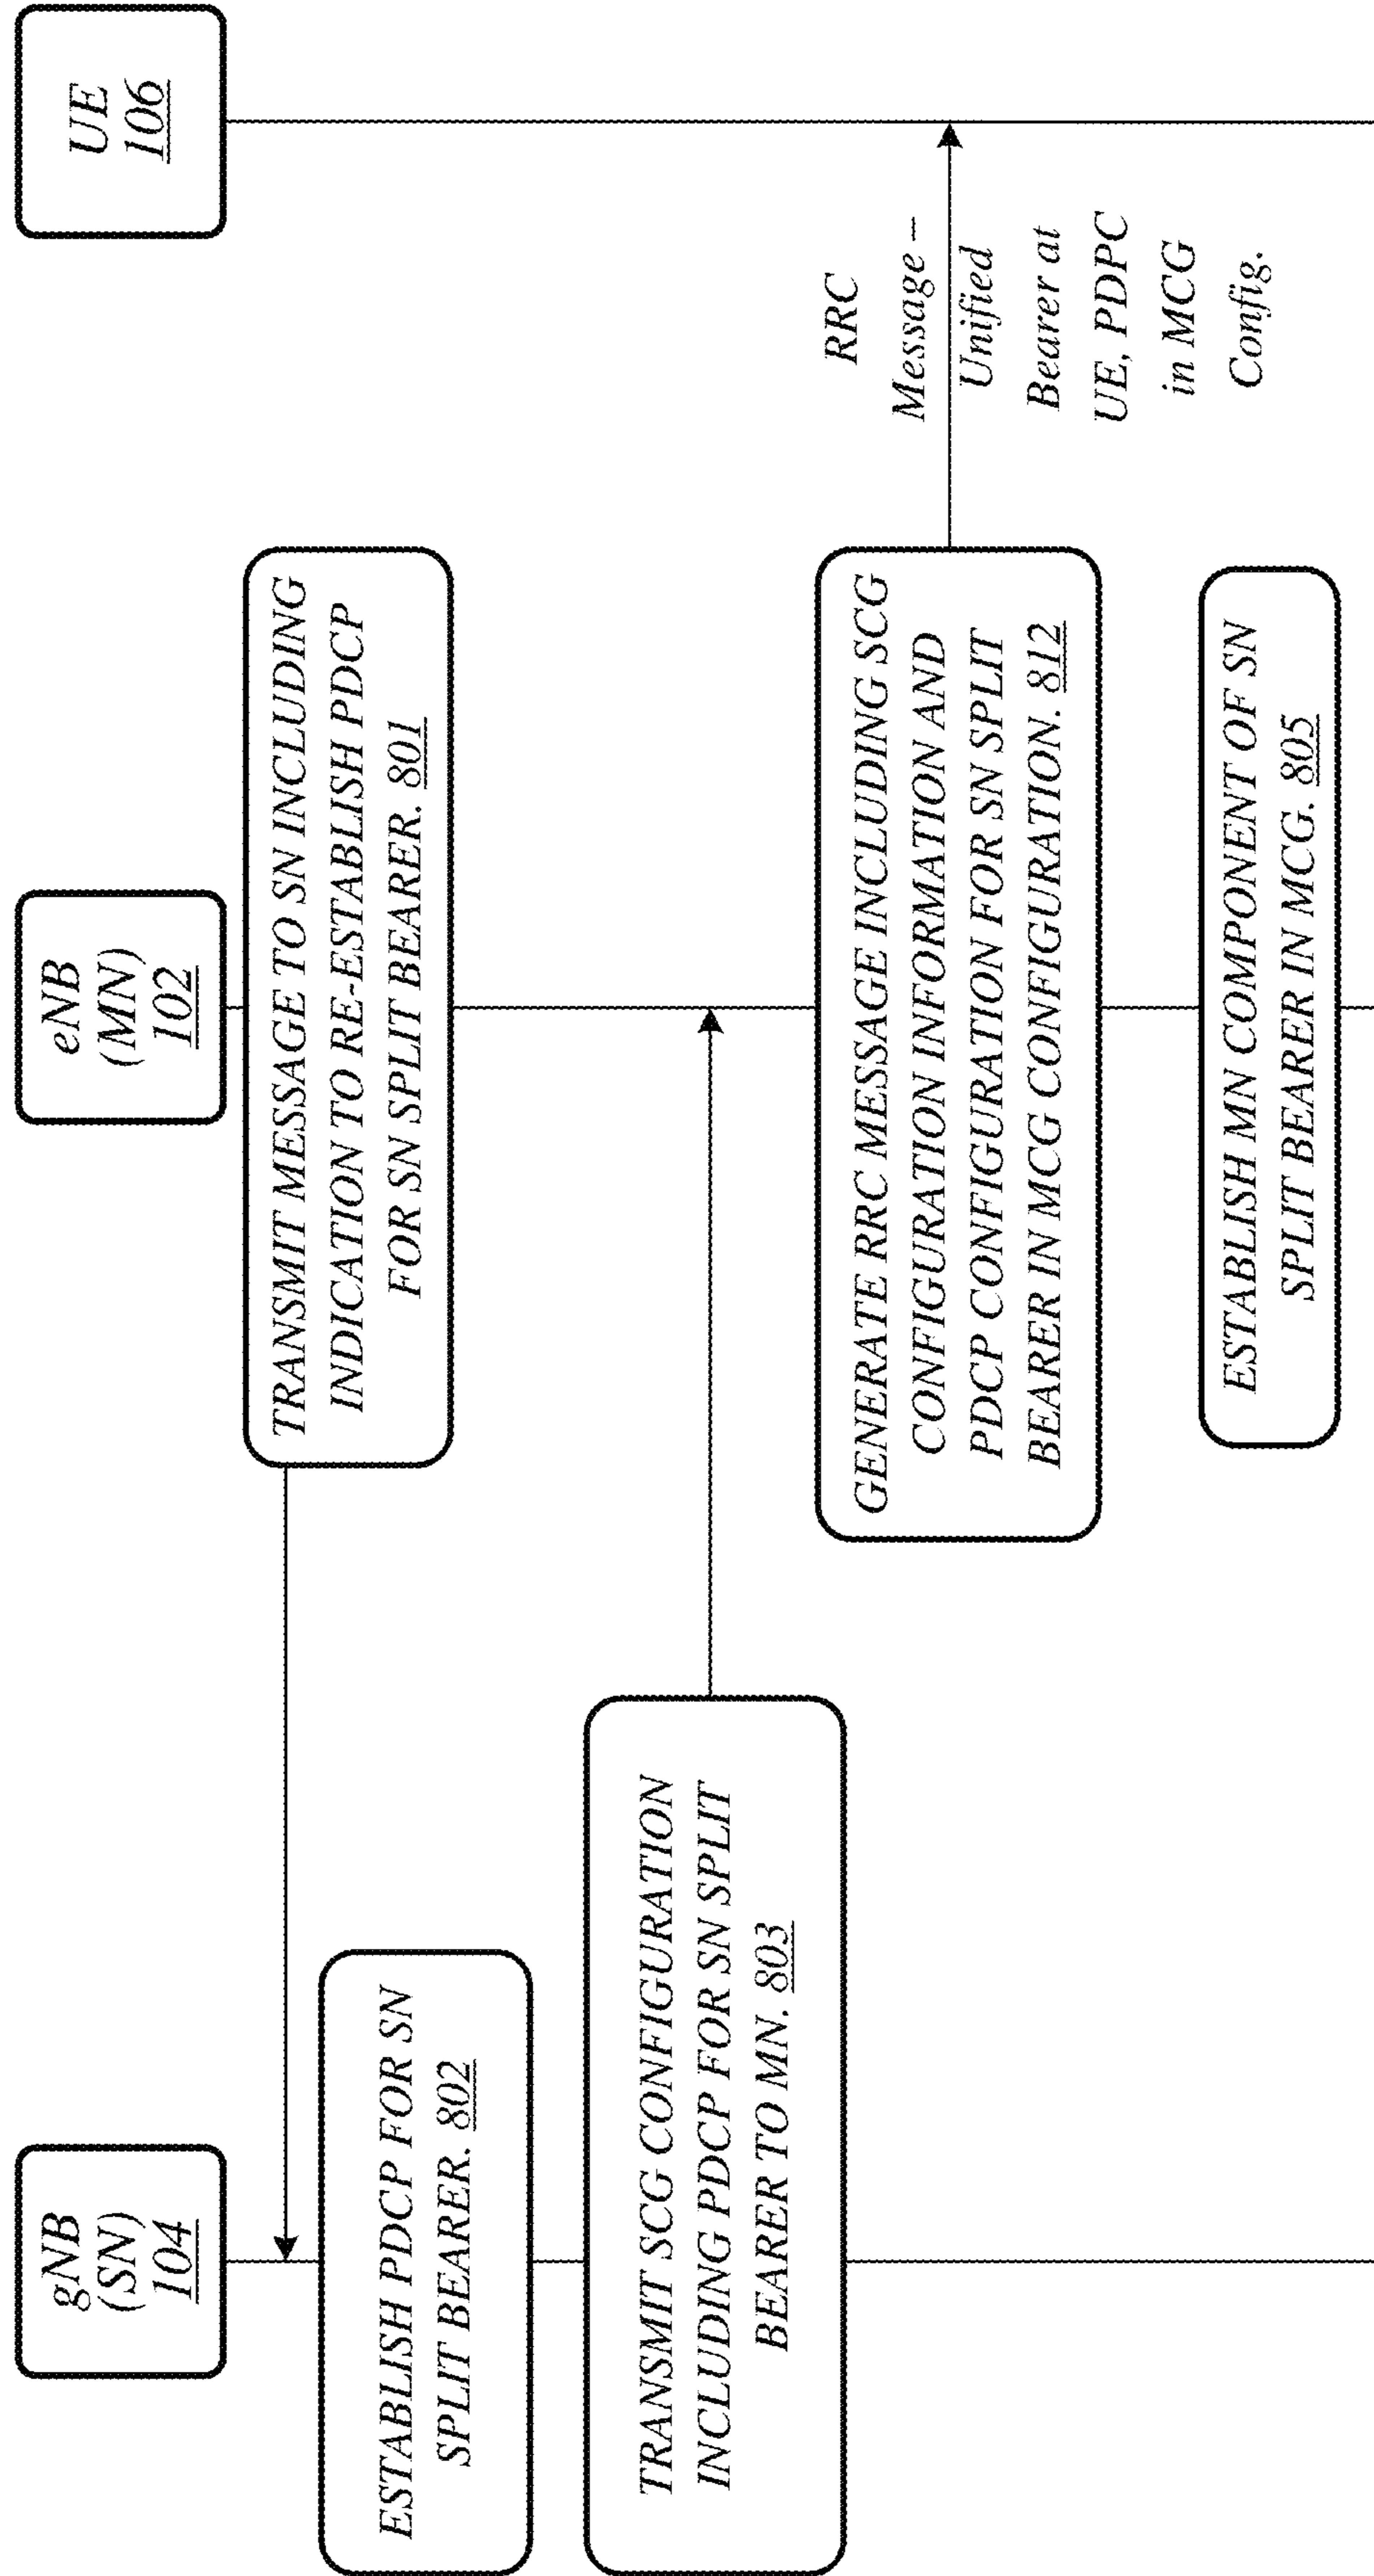 gNB
(SN)
104
eNB
(MN)
102
UE
106
TRANSMIT MESSAGE TO SN INCLUDING
INDICATION TO RE-ESTABLISH PDCP
FOR SN SPLIT BEARER. 801
ESTABLISH PDCP FOR SN
SPLIT BEARER. 802
TRANSMIT SCG CONFIGURATION
INCLUDING PDCP FOR SN SPLIT
BEARER TO MN. 803
GENERATE RRC MESSAGE INCLUDING SCG
CONFIGURATION INFORMATION AND
PDCP CONFIGURATION FOR SN SPLIT
BEARER IN MCG CONFIGURATION. 812
RRC
Message –
Unified
Bearer at
UE, PDPC
in MCG
Config.
ESTABLISH MN COMPONENT OF SN
SPLIT BEARER IN MCG. 805